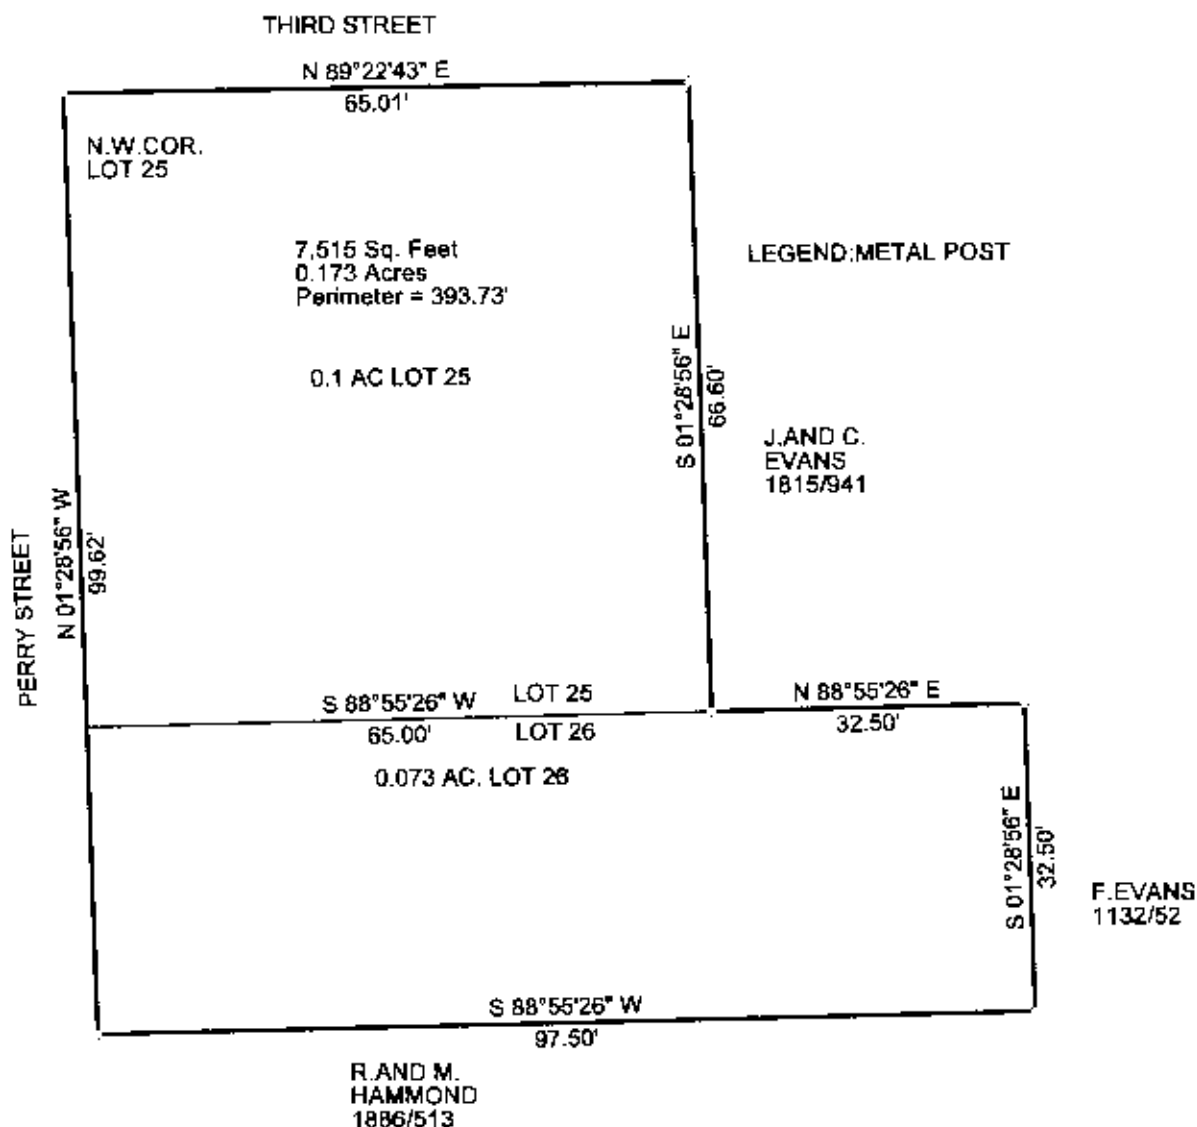 THIRD STREET
N 89°22'43" E
65.01'
N.W.COR.
LOT 25
7,515 Sq. Feet
0.173 Acres
Perimeter = 393.73'
LEGEND:METAL POST
0.1 AC LOT 25
S 01°28'56" E
66.60'
J.AND C.
EVANS
1815/941
PERRY STREET
N 01°28'56" W
99.62'
S 88°55'26" W
65.00'
LOT 25
LOT 26
N 88°55'26" E
32.50'
0.073 AC. LOT 26
S 01°28'56" E
32.50'
F.EVANS
1132/52
S 88°55'26" W
97.50'
R.AND M.
HAMMOND
1886/513